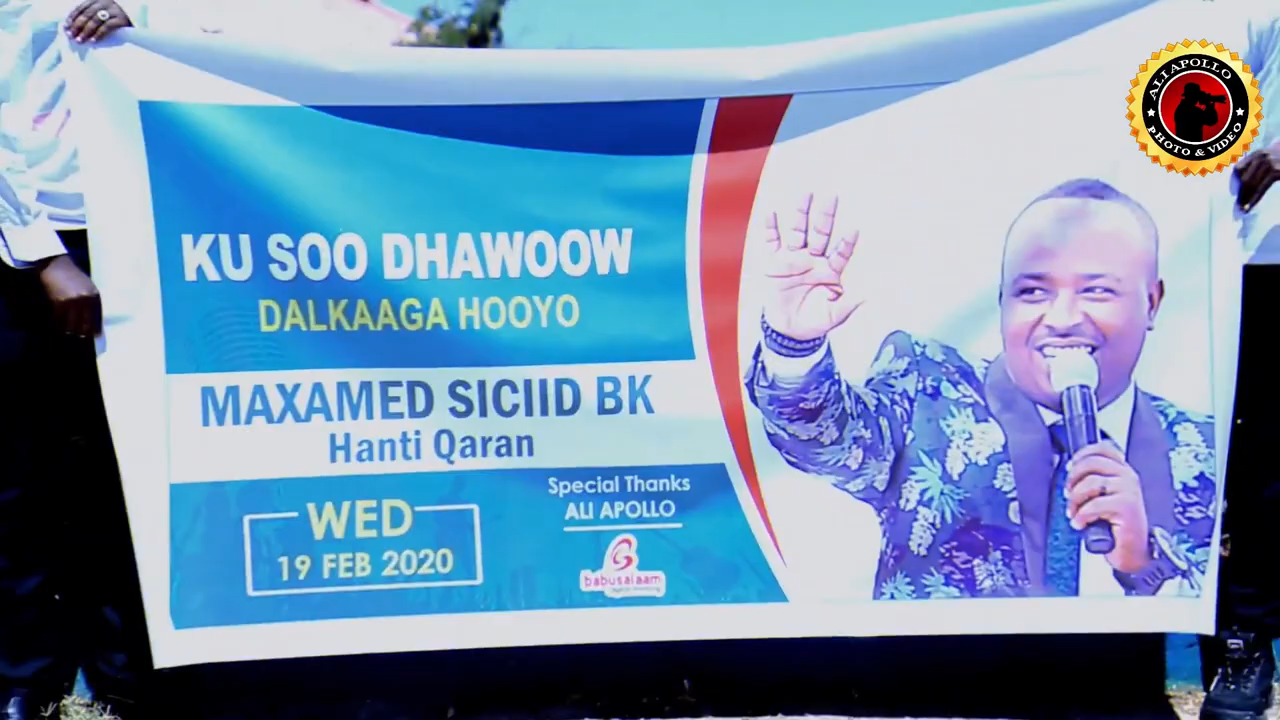 ALI APOLLO
PHOTO & VIDEO
KU SOO DHAWOOW
DALKAAGA HOOYO
MAXAMED SICIID BK
Hanti Qaran
WED
19 FEB 2020
Special Thanks
ALI APOLLO
babusalaam